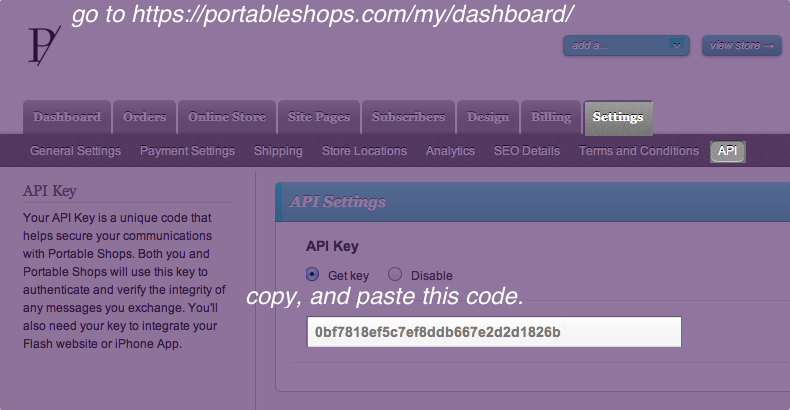 go to https://portableshops.com/my/dashboard/
P/
add a...
view store →
Dashboard
Orders
Online Store
Site Pages
Subscribers
Design
Billing
Settings
General Settings
Payment Settings
Shipping
Store Locations
Analytics
SEO Details
Terms and Conditions
API
API Key
Your API Key is a unique code that
helps secure your communications
with Portable Shops. Both you and
Portable Shops will use this key to
authenticate and verify the integrity of
any messages you exchange. You'll
also need your key to integrate your
Flash website or iPhone App.
API Settings
API Key
Get key
Disable
copy, and paste this code.
0bf7818ef5c7ef8ddb667e2d2d1826b